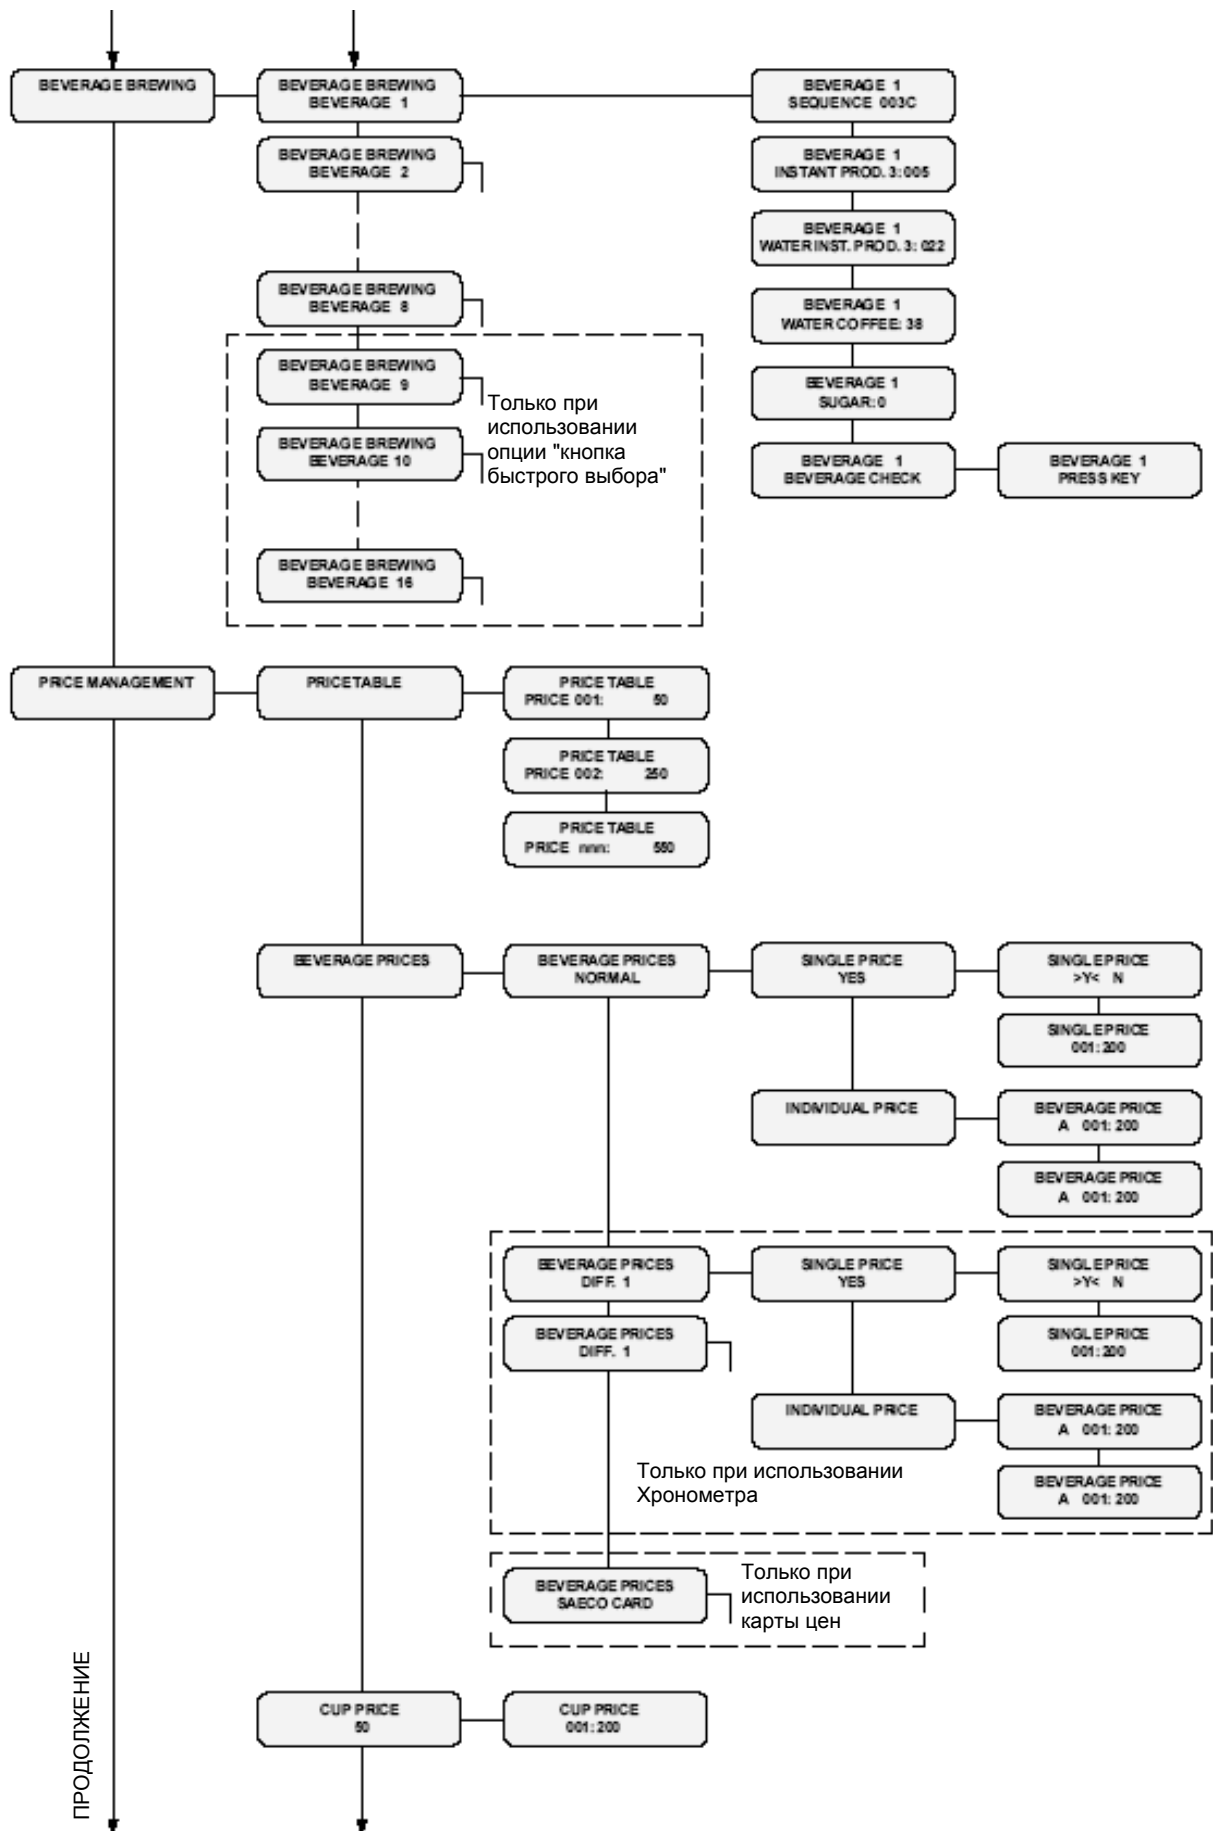 BEVERAGE BREWING
BEVERAGE BREWING
BEVERAGE 1
BEVERAGE 1
SEQUENCE 003C
BEVERAGE BREWING
BEVERAGE 2
BEVERAGE 1
INSTANT PROD. 3: 005
BEVERAGE 1
WATER INST. PROD. 3: 022
BEVERAGE BREWING
BEVERAGE 8
BEVERAGE 1
WATER COFFEE: 38
BEVERAGE BREWING
BEVERAGE 9
BEVERAGE 1
SUGAR: 0
Только при
использовании
опции "кнопка
быстрого выбора"
BEVERAGE BREWING
BEVERAGE 10
BEVERAGE 1
BEVERAGE CHECK
BEVERAGE 1
PRESS KEY
BEVERAGE BREWING
BEVERAGE 16
PRICE MANAGEMENT
PRICE TABLE
PRICE TABLE
PRICE 001: 50
PRICE TABLE
PRICE 002: 250
PRICE TABLE
PRICE nnn: 550
BEVERAGE PRICES
BEVERAGE PRICES
NORMAL
SINGLE PRICE
YES
SINGLE PRICE
>Y< N
SINGLE PRICE
001: 200
INDIVIDUAL PRICE
BEVERAGE PRICE
A 001: 200
BEVERAGE PRICE
A 001: 200
BEVERAGE PRICES
DIFF. 1
SINGLE PRICE
YES
SINGLE PRICE
>Y< N
BEVERAGE PRICES
DIFF. 1
SINGLE PRICE
001: 200
INDIVIDUAL PRICE
BEVERAGE PRICE
A 001: 200
Только при использовании
Хронометра
BEVERAGE PRICE
A 001: 200
BEVERAGE PRICES
SAECO CARD
Только при
использовании
карты цен
CUP PRICE
50
CUP PRICE
001: 200
ПРОДОЛЖЕНИЕ